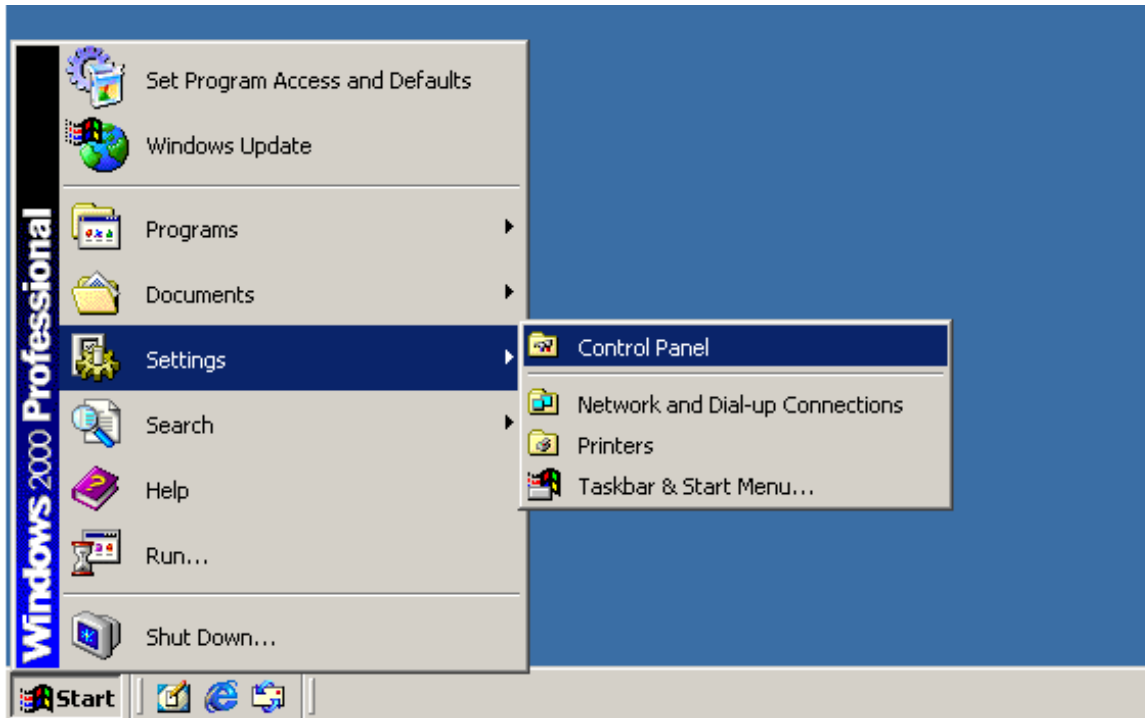 Set Program Access and Defaults
Windows Update
Programs
Documents
Settings
Search
Help
Run...
Shut Down...
Windows 2000 Professional
Control Panel
Network and Dial-up Connections
Printers
Taskbar & Start Menu...
Start